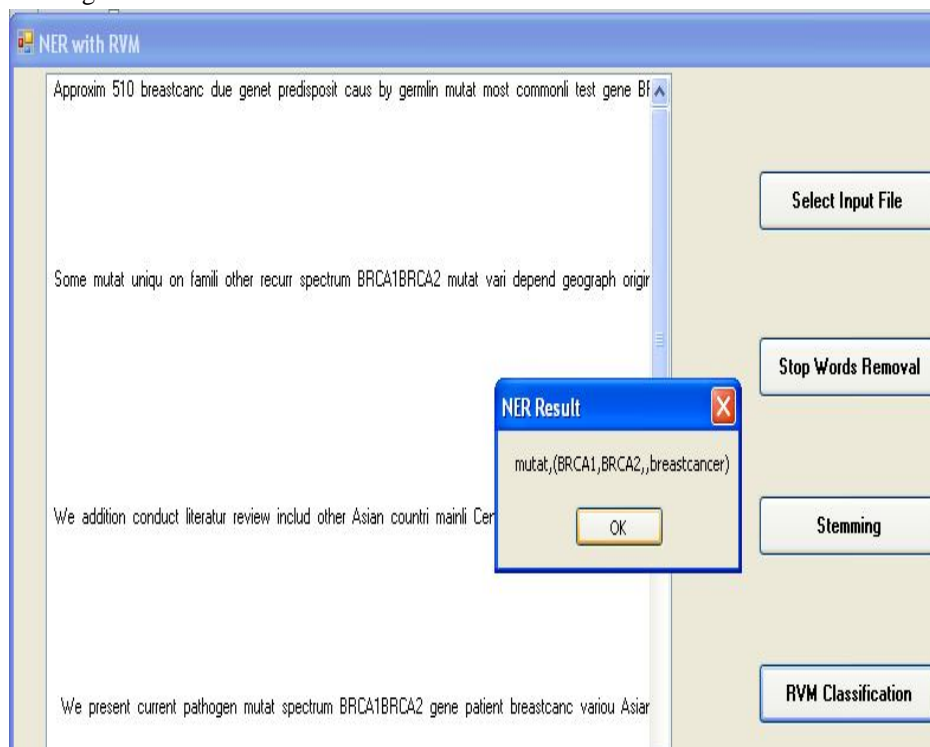 NER with RVM
Approxim 510 breastcanc due genet predisposit caus by germlin mutat most commonli test gene
Select Input File
Some mutat uniqu on famili other recurr spectrum BRCA1BRCA2 mutat vari depend geograph origin
Stop Words Removal
NER Result
mutat,(BRCA1,BRCA2,,breastcancer)
OK
We addition conduct literatur review includ other Asian countri mainli
Stemming
We present current pathogen mutat spectrum BRCA1BRCA2 gene patient breastcanc variou Asian
RVM Classification